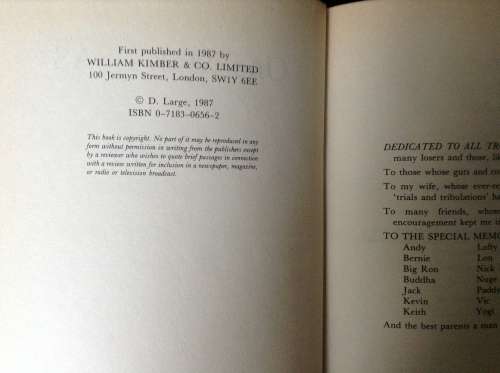 First published in 1987 by
WILLIAM KIMBER & CO. LIMITED
100 Jermyn Street, London, SW1Y 6EE
© D. Large, 1987
ISBN 0–7183–0656–2
This book is copyright. No part of it may be reproduced in any
form without permission in writing from the publishers except
by a reviewer who wishes to quote brief passages in connection
with a review written for inclusion in a newspaper, magazine,
or radio or television broadcast.
DEDICATED TO ALL
many losers and those,
To those whose guts and
To my wife, whose
'trials and tribulations'
To many friends,
encouragement kept me
TO THE SPECIAL
Andy Lofty
Bernie Lon
Big Ron Nick
Buddha
Jack
Kevin Vic
Keith Yogi
And the best parents a man